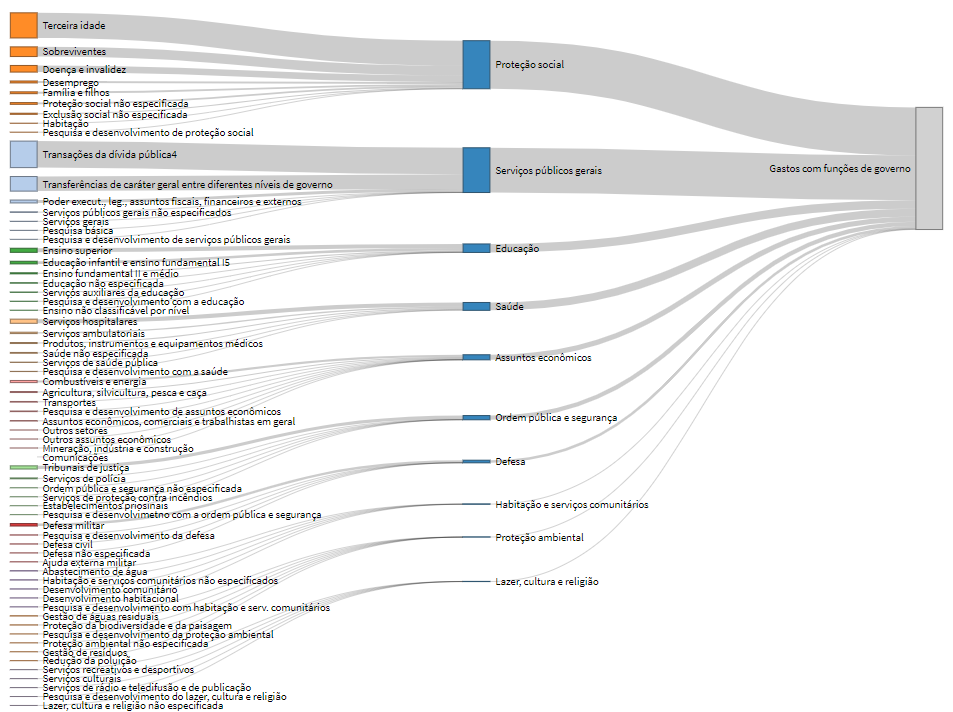 Terceira idade
Sobreviventes
Doença e invalidez
Desemprego
Família e filhos
Proteção social não especificada
Exclusão social não especificada
Habitação
Pesquisa e desenvolvimento de proteção social
Transações da dívida pública4
Transferências de caráter geral entre diferentes níveis de governo
Poder execut., leg., assuntos fiscais, financeiros e externos
Serviços públicos gerais não especificados
Serviços gerais
Pesquisa básica
Pesquisa e desenvolvimento de serviços públicos gerais
Ensino superior
Educação infantil e ensino fundamental I5
Ensino fundamental II e médio
Educação não especificada
Serviços auxiliares da educação
Pesquisa e desenvolvimento com a educação
Ensino não classificável por nível
Serviços hospitalares
Serviços ambulatoriais
Produtos, instrumentos e equipamentos médicos
Saúde não especificada
Serviços de saúde pública
Pesquisa e desenvolvimento com a saúde
Combustíveis e energia
Agricultura, silvicultura, pesca e caça
Transportes
Pesquisa e desenvolvimento de assuntos econômicos
Assuntos econômicos, comerciais e trabalhistas em geral
Outros setores
Outros assuntos econômicos
Mineração, indústria e construção
Comunicações
Tribunais de justiça
Serviços de polícia
Ordem pública e segurança não especificada
Serviços de proteção contra incêndios
Estabelecimentos priosinais
Pesquisa e desenvolvimetno com a ordem pública e segurança
Defesa militar
Pesquisa e desenvolvimento da defesa
Defesa civil
Defesa não especificada
Ajuda externa militar
Abastecimento de água
Habitação e serviços comunitários não especificados
Desenvolvimento comunitário
Desenvolvimento habitacional
Pesquisa e desenvolvimento com habitação e serv. comunitários
Gestão de águas residuais
Proteção da biodiversidade e da paisagem
Pesquisa e desenvolvimento da proteção ambiental
Proteção ambiental não especificada
Gestão de resíduos
Redução da poluição
Serviços recreativos e desportivos
Serviços culturais
Serviços de rádio e teledifusão e de publicação
Pesquisa e desenvolvimento do lazer, cultura e religião
Lazer, cultura e religião não especificada
Proteção social
Serviços públicos gerais
Educação
Saúde
Assuntos econômicos
Ordem pública e segurança
Defesa
Habitação e serviços comunitários
Proteção ambiental
Lazer, cultura e religião
Gastos com funções de governo